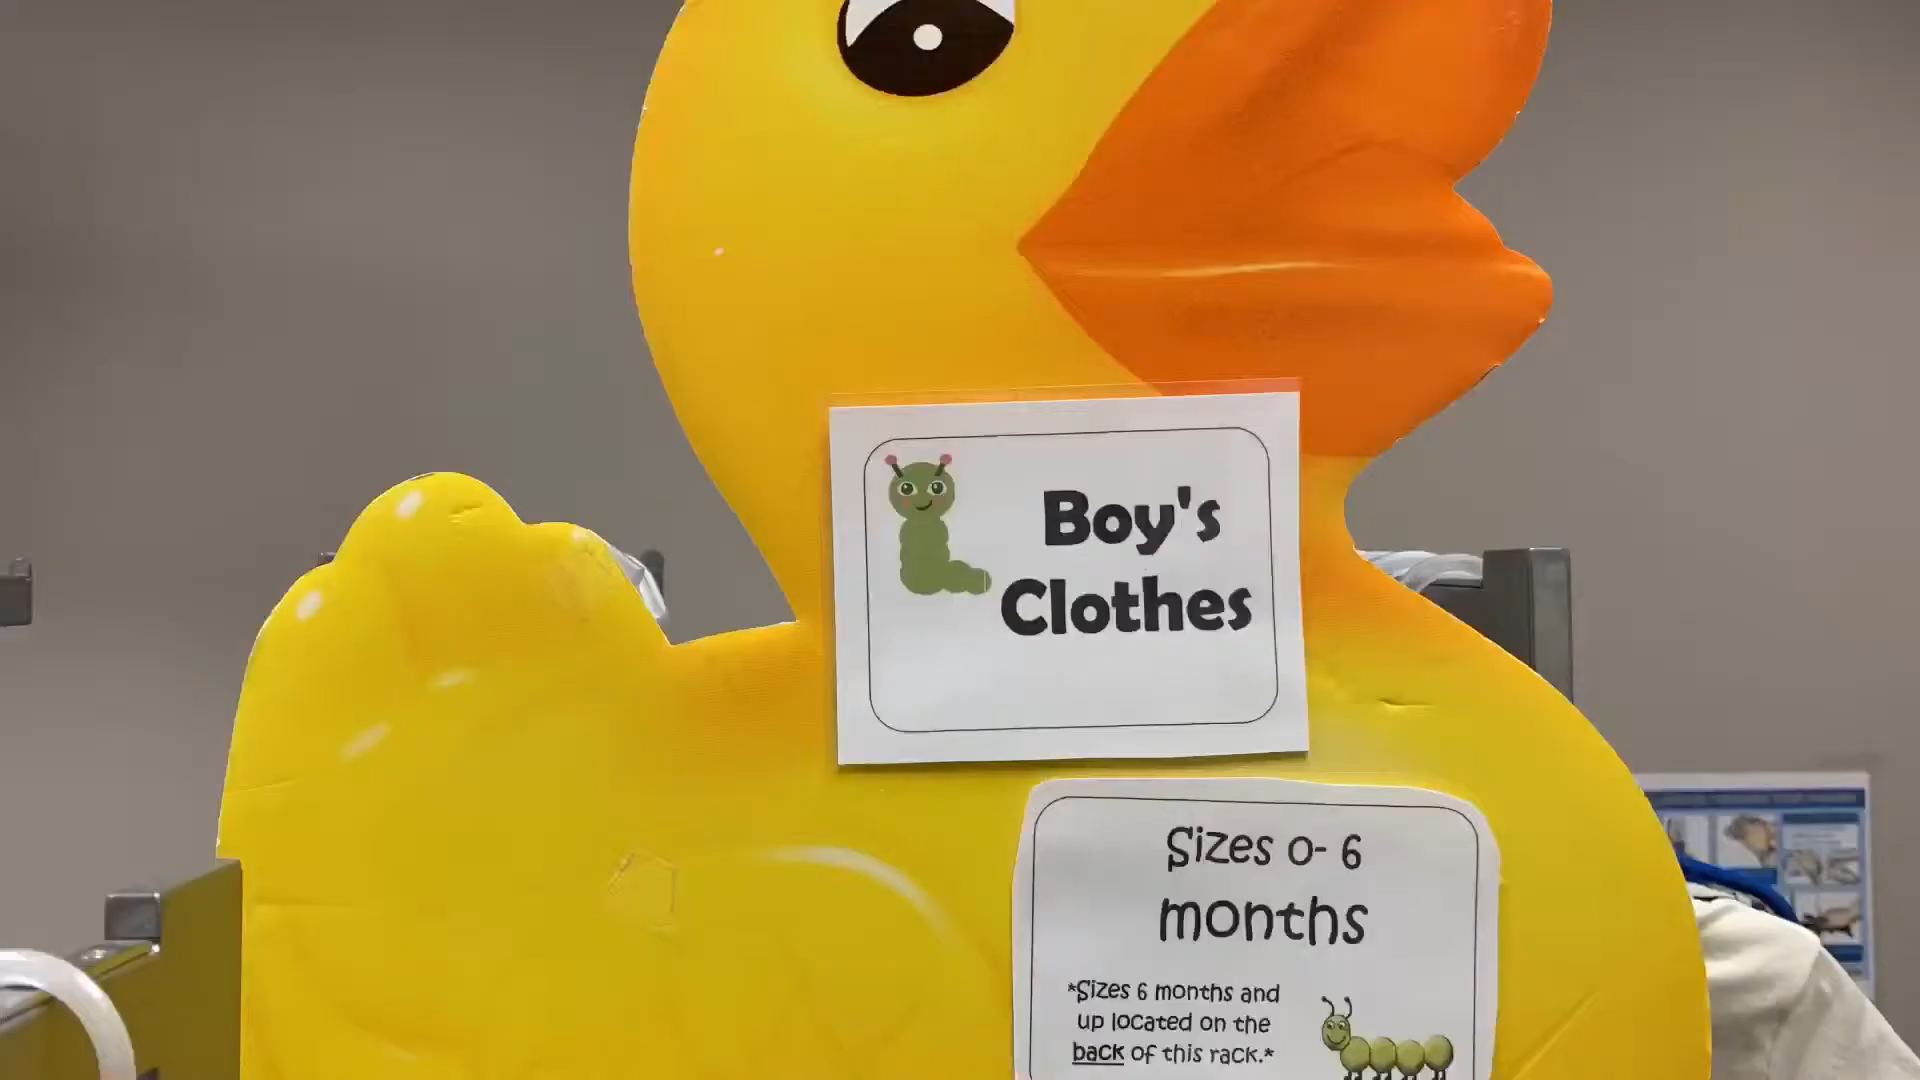 Boy's
Clothes
Sizes 0- 6
months
*Sizes 6 months and
up located on the
back of this rack.*